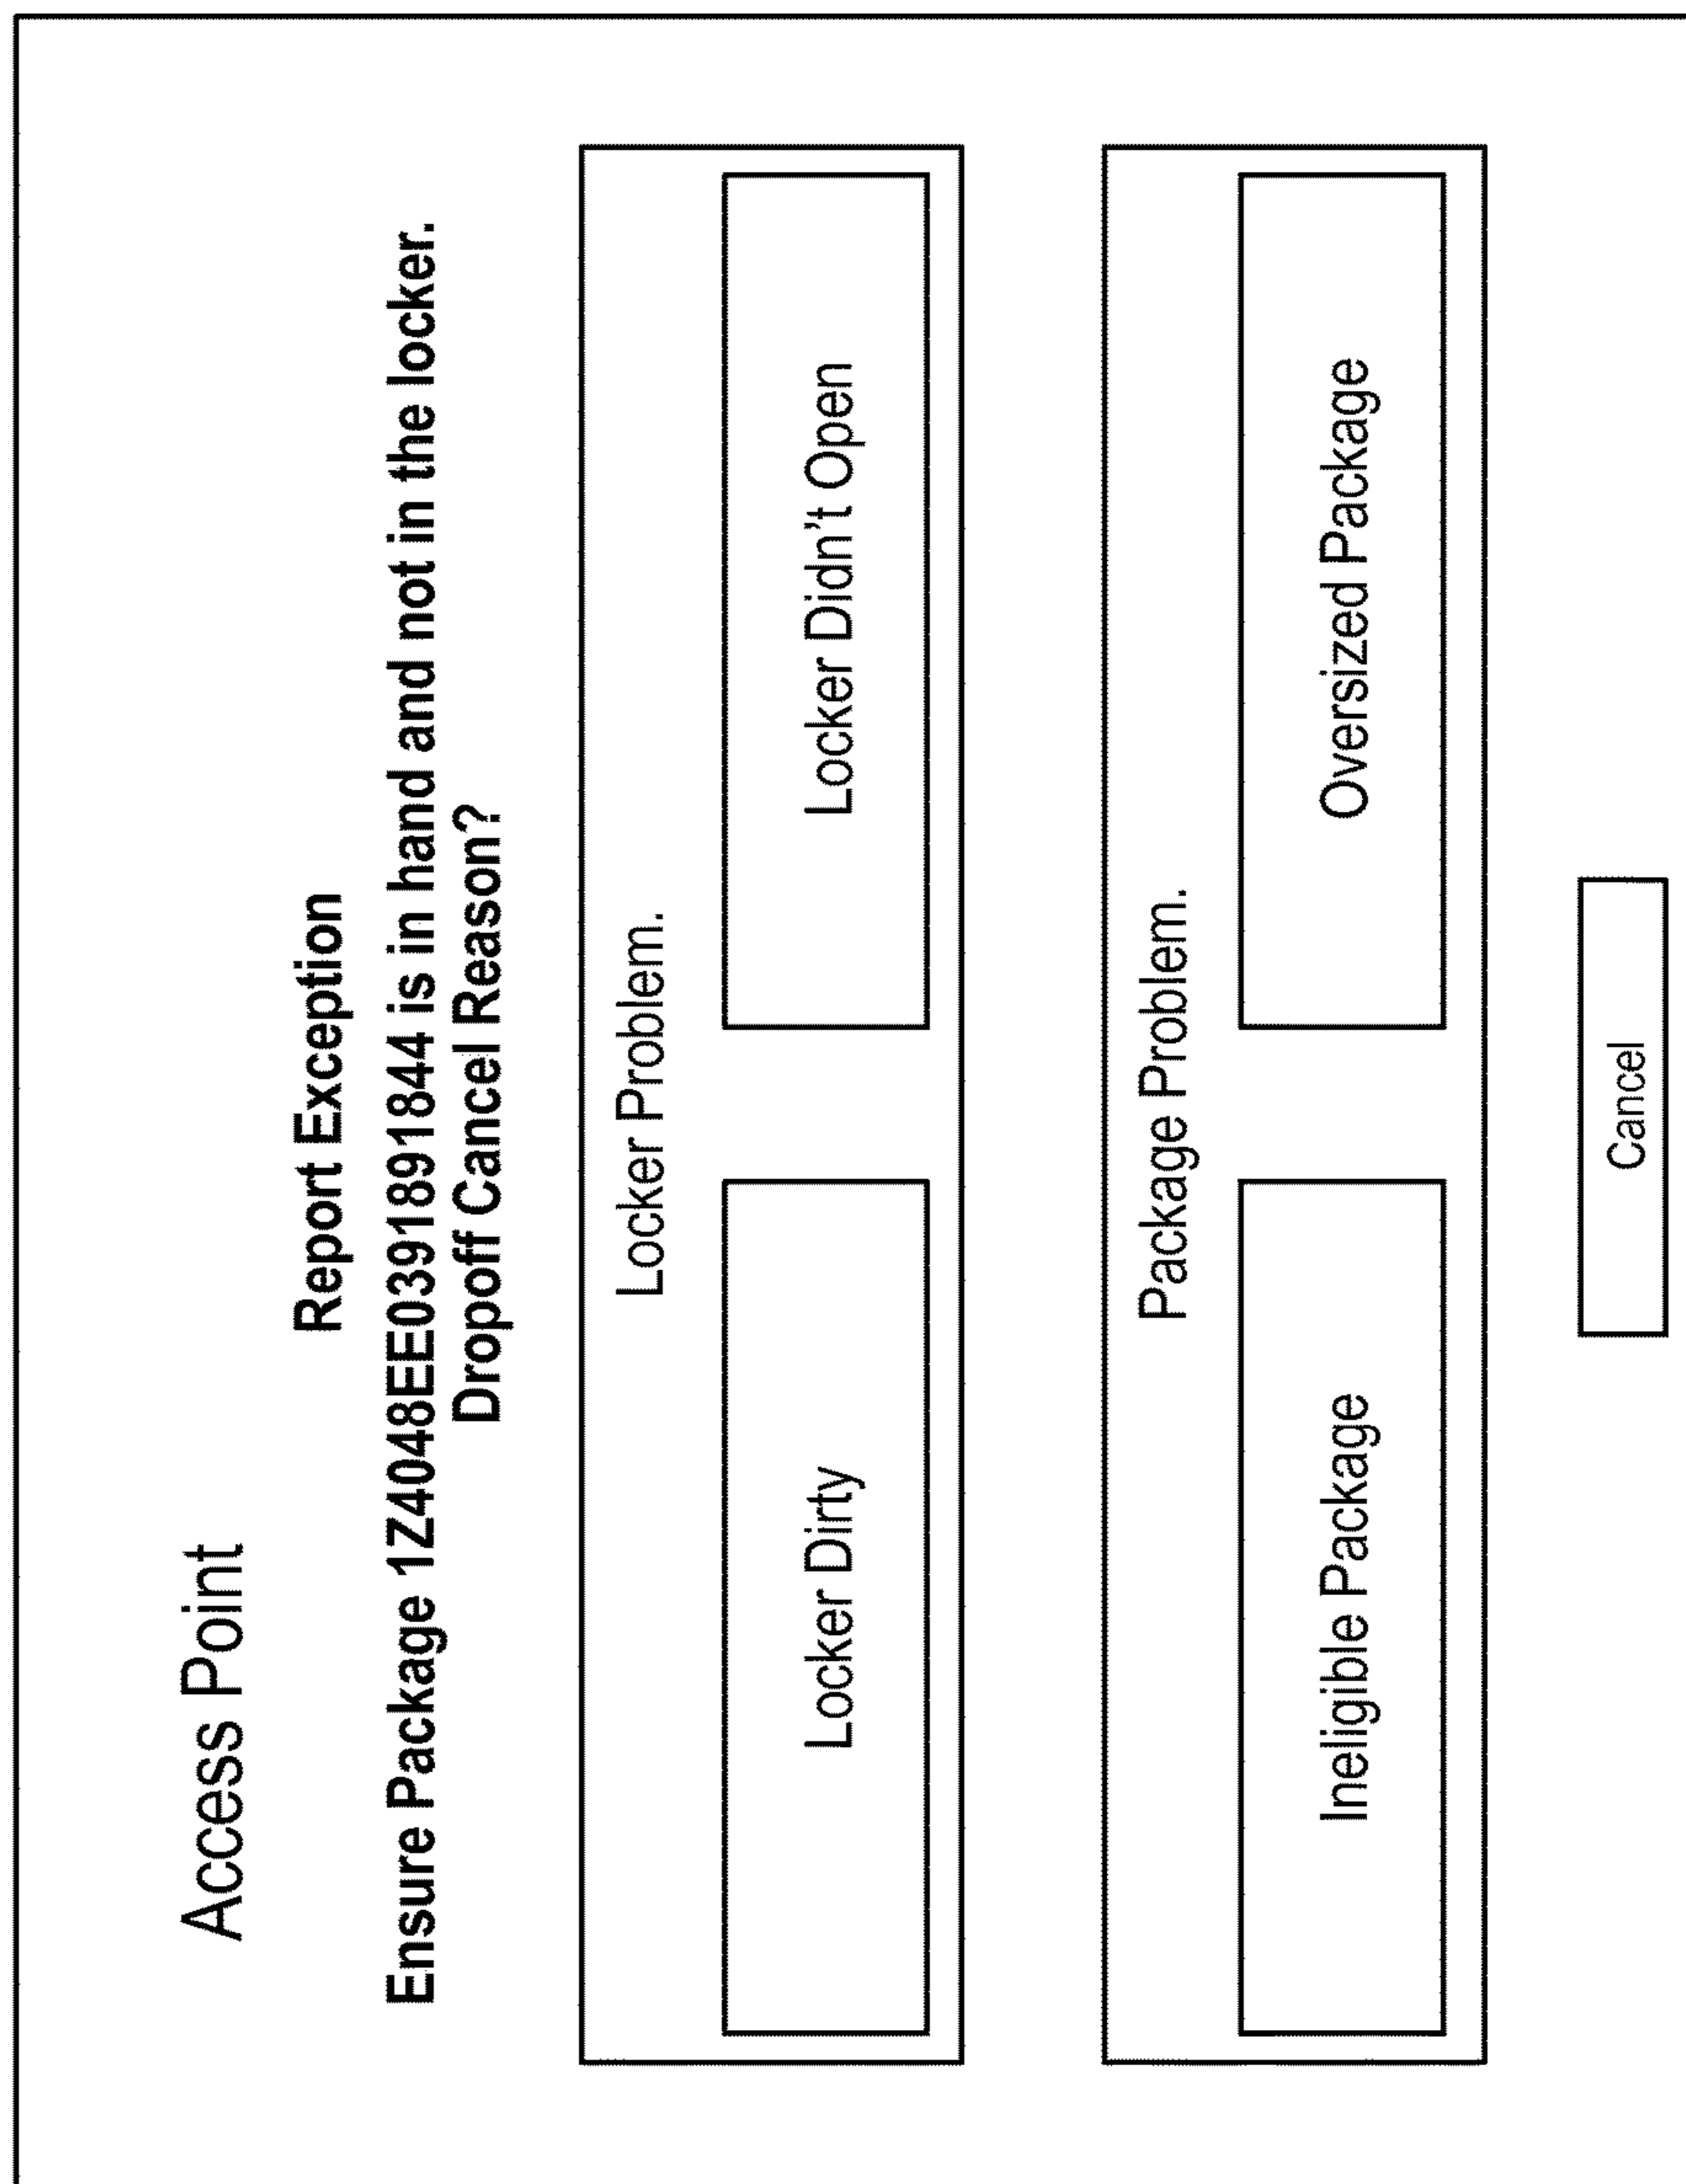 Access Point
Report Exception
Ensure Package 1Z4048EE0391891844 is in hand and not in the locker.
Dropoff Cancel Reason?
Locker Problem.
Locker Dirty
Locker Didn't Open
Package Problem.
Ineligible Package
Oversized Package
Cancel